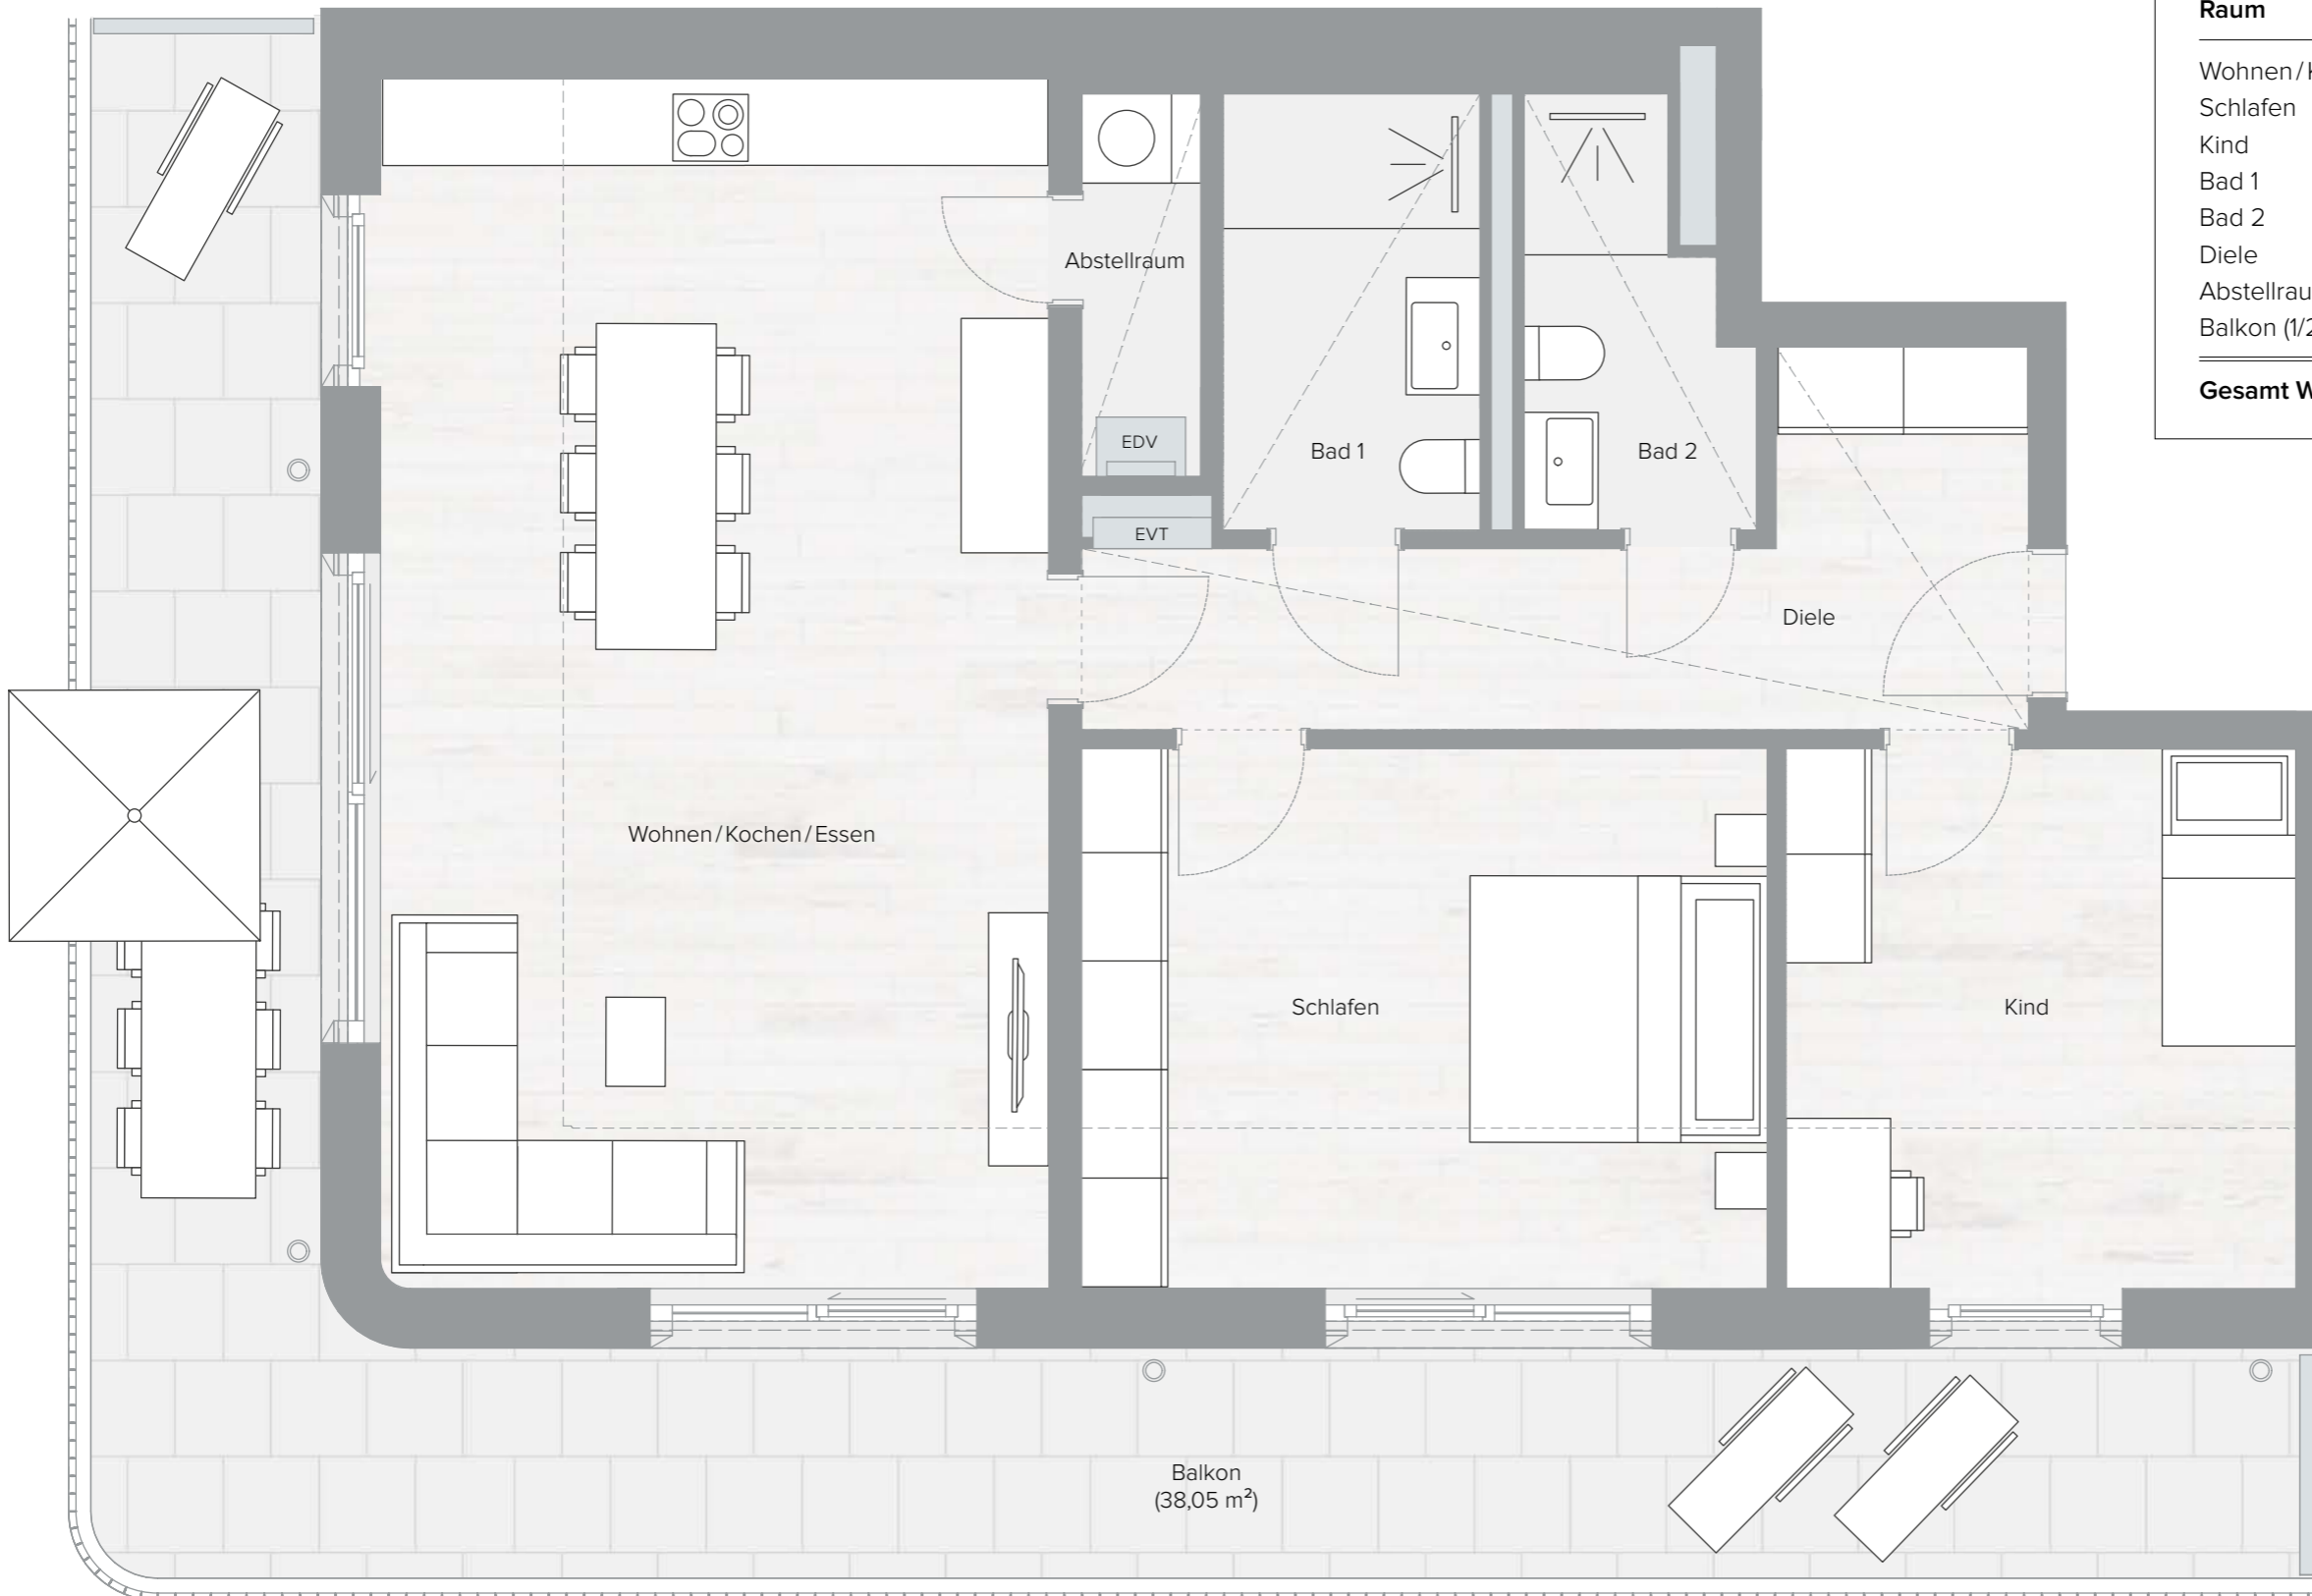 Raum
Wohnen/
Schlafen
Kind
Bad 1
Bad 2
Diele
Abstellrau
Balkon (1/2
Gesamt W
Abstellraum
EDV
EVT
Bad 1
Bad 2
Diele
Wohnen/Kochen/Essen
Schlafen
Kind
Balkon
(38,05 m²)